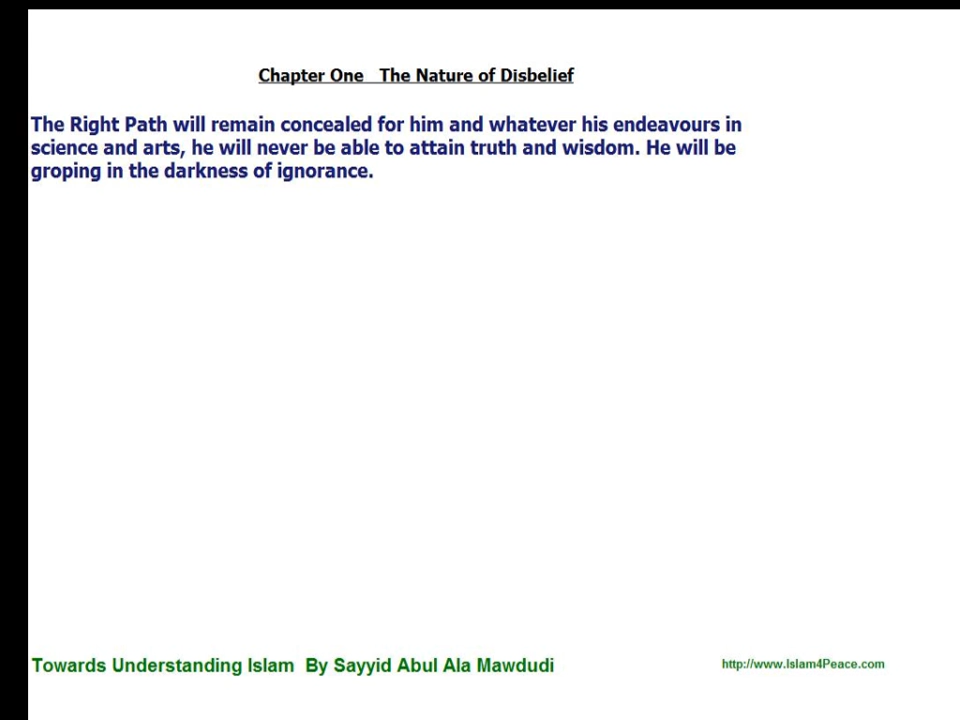 Chapter One   The Nature of Disbelief
The Right Path will remain concealed for him and whatever his endeavours in
science and arts, he will never be able to attain truth and wisdom. He will be
groping in the darkness of ignorance.
Towards Understanding Islam  By Sayyid Abul Ala Mawdudi
http://www.Islam4Peace.com